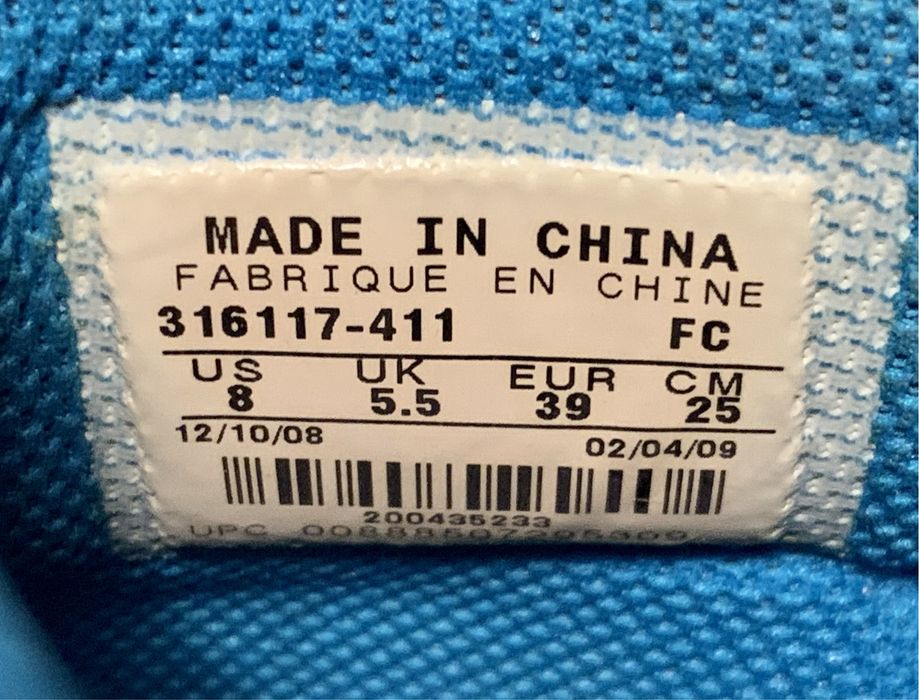 MADE IN CHINA
FABRIQUE EN CHINE
316117-411 FC
US UK EUR CM
8 5.5 39 25
12/10/08 02/04/09
200435233
UPC